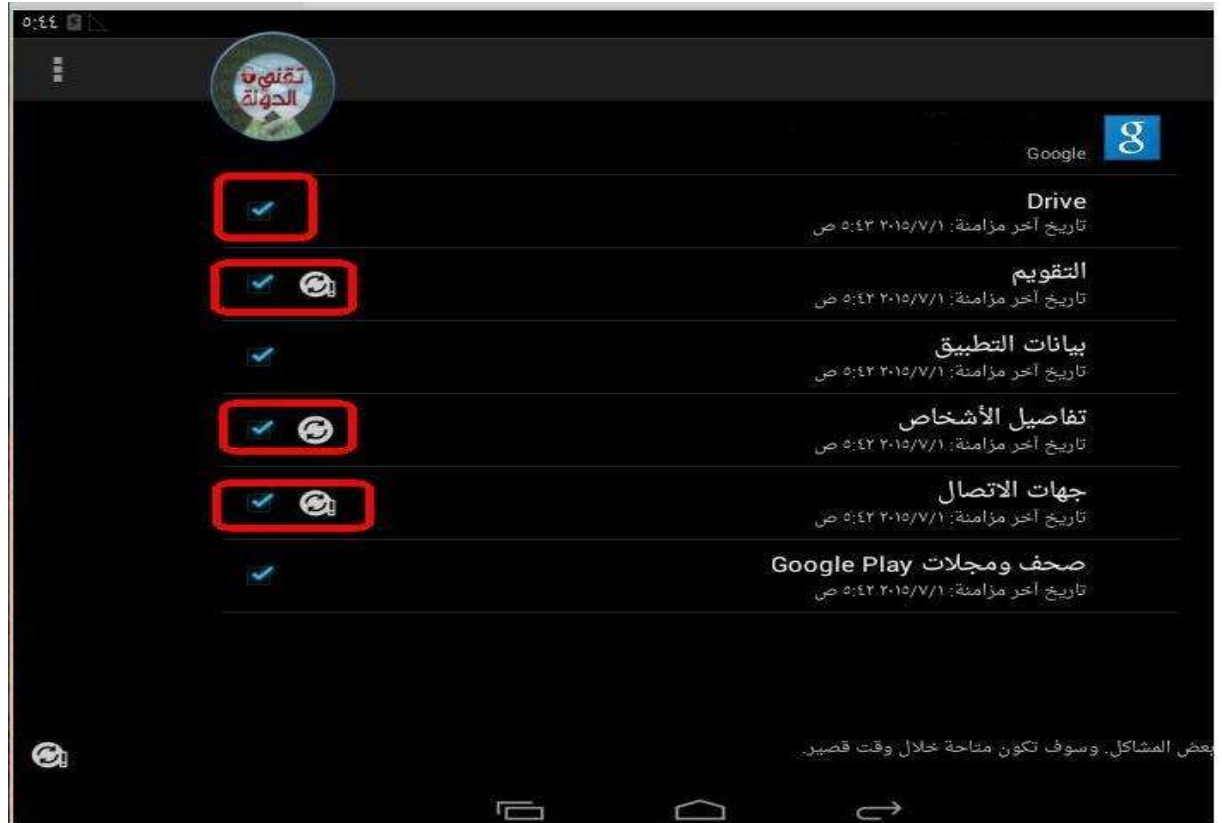 ٥:٤٤
تقني
الدولة
g
Google
Drive
تاريخ آخر مزامنة: ٢٠١٥/٧/١ ٥:٤٣ ص
التقويم
تاريخ آخر مزامنة: ٢٠١٥/٧/١ ٥:٤٢ ص
بيانات التطبيق
تاريخ آخر مزامنة: ٢٠١٥/٧/١ ٥:٤٢ ص
تفاصيل الأشخاص
تاريخ آخر مزامنة: ٢٠١٥/٧/١ ٥:٤٢ ص
جهات الاتصال
تاريخ آخر مزامنة: ٢٠١٥/٧/١ ٥:٤٢ ص
صحف ومجلات Google Play
تاريخ آخر مزامنة: ٢٠١٥/٧/١ ٥:٤٢ ص
بعض المشاكل. وسوف تكون متاحة خلال وقت قصير.